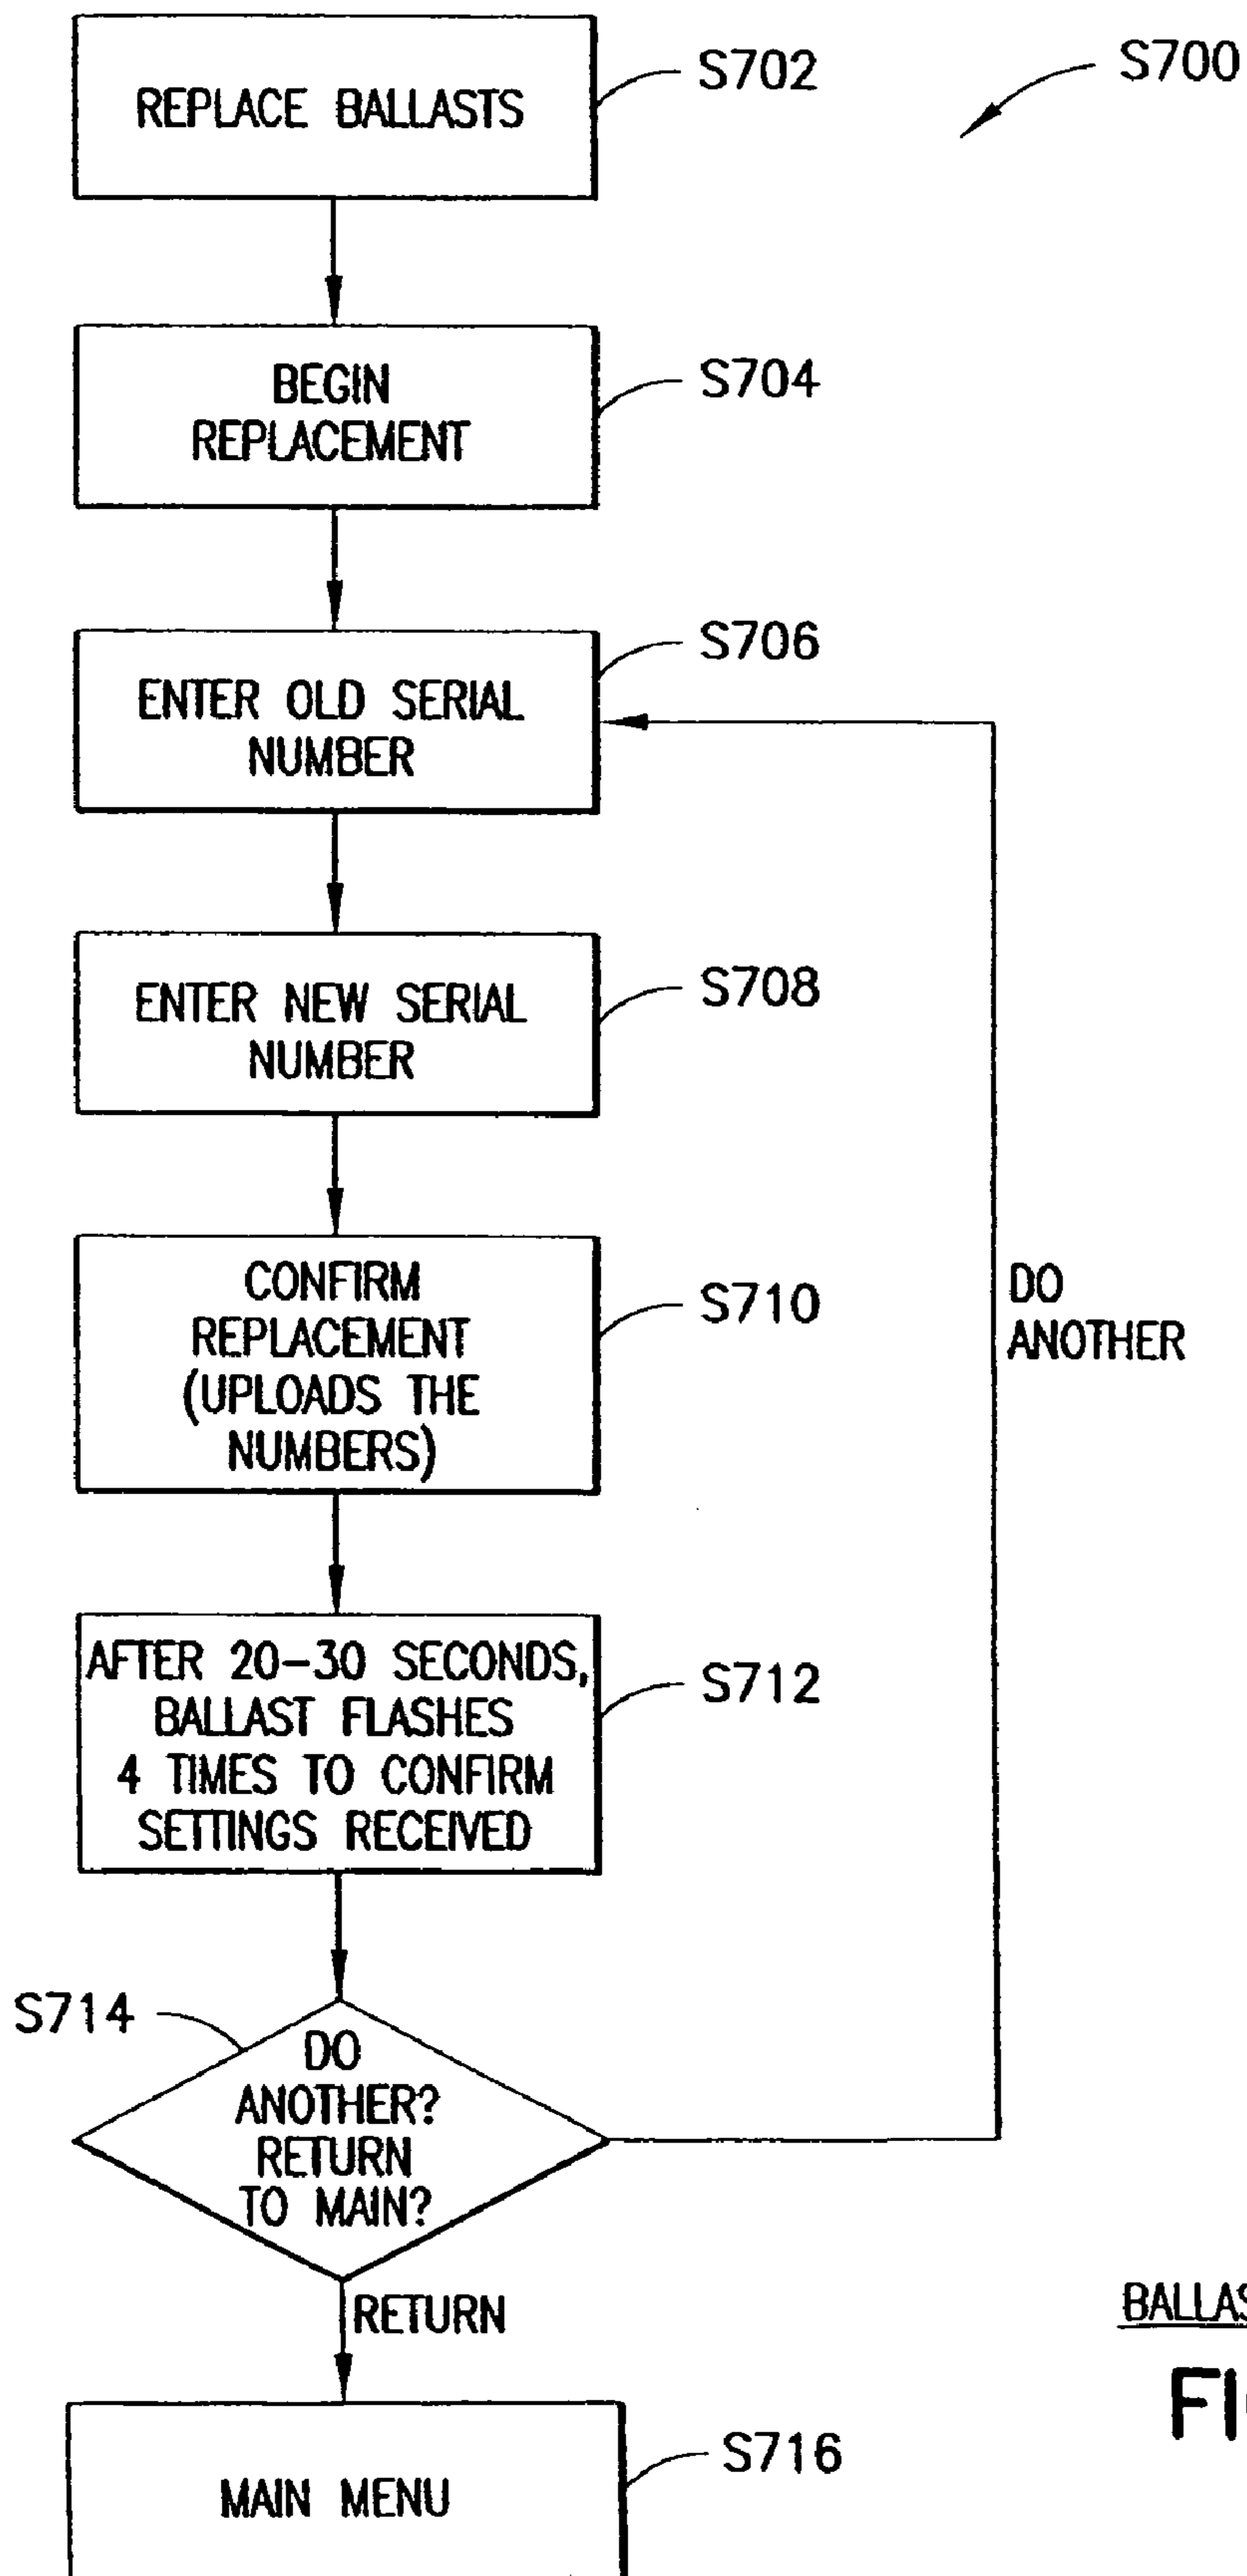 REPLACE BALLASTS
S702
S700
BEGIN
REPLACEMENT
S704
ENTER OLD SERIAL
NUMBER
S706
ENTER NEW SERIAL
NUMBER
S708
CONFIRM
REPLACEMENT
(UPLOADS THE
NUMBERS)
S710
DO
ANOTHER
AFTER 20-30 SECONDS,
BALLAST FLASHES
4 TIMES TO CONFIRM
SETTINGS RECEIVED
S712
S714
DO
ANOTHER?
RETURN
TO MAIN?
RETURN
MAIN MENU
S716